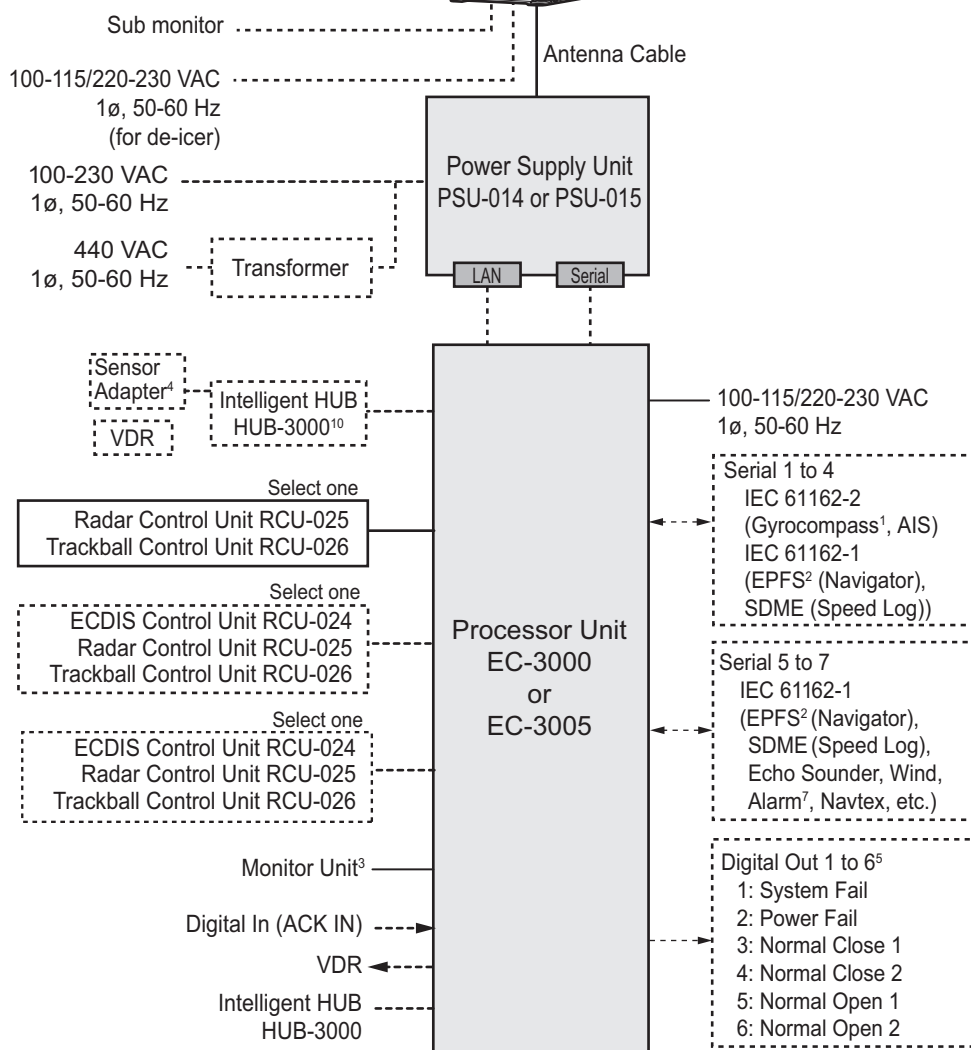 Sub monitor
Antenna Cable
100-115/220-230 VAC
1ø, 50-60 Hz
(for de-icer)
Power Supply Unit
PSU-014 or PSU-015
100-230 VAC
1ø, 50-60 Hz
440 VAC
1ø, 50-60 Hz
Transformer
LAN
Serial
Sensor
Adapter⁴
VDR
Intelligent HUB
HUB-3000¹⁰
100-115/220-230 VAC
1ø, 50-60 Hz
Select one
Radar Control Unit RCU-025
Trackball Control Unit RCU-026
Select one
ECDIS Control Unit RCU-024
Radar Control Unit RCU-025
Trackball Control Unit RCU-026
Select one
ECDIS Control Unit RCU-024
Radar Control Unit RCU-025
Trackball Control Unit RCU-026
Monitor Unit³
Digital In (ACK IN)
VDR
Intelligent HUB
HUB-3000
Processor Unit
EC-3000
or
EC-3005
Serial 1 to 4
IEC 61162-2
(Gyrocompass¹, AIS)
IEC 61162-1
(EPFS² (Navigator),
SDME (Speed Log))
Serial 5 to 7
IEC 61162-1
(EPFS² (Navigator),
SDME (Speed Log),
Echo Sounder, Wind,
Alarm⁷, Navtex, etc.)
Digital Out 1 to 6⁵
1: System Fail
2: Power Fail
3: Normal Close 1
4: Normal Close 2
5: Normal Open 1
6: Normal Open 2